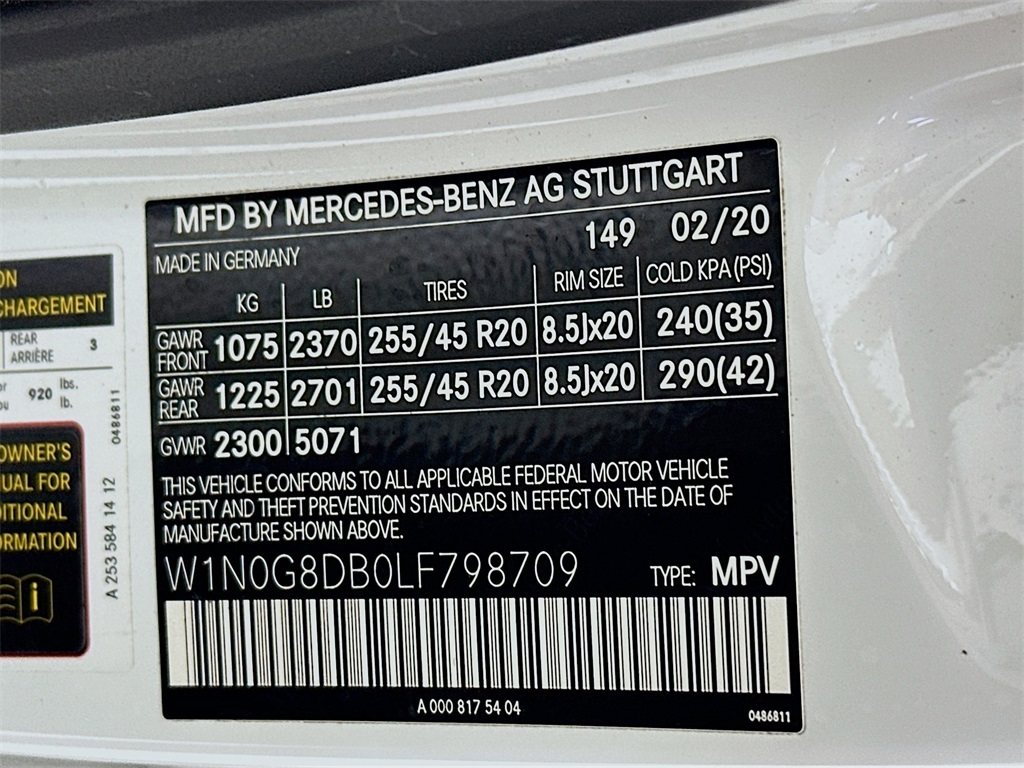 MFD BY MERCEDES-BENZ AG STUTTGART
149 02/20
MADE IN GERMANY
KG LB TIRES RIM SIZE COLD KPA (PSI)
GAWR FRONT 1075 2370 255/45 R20 8.5Jx20 240(35)
GAWR REAR 1225 2701 255/45 R20 8.5Jx20 290(42)
GVWR 2300 5071
THIS VEHICLE CONFORMS TO ALL APPLICABLE FEDERAL MOTOR VEHICLE
SAFETY AND THEFT PREVENTION STANDARDS IN EFFECT ON THE DATE OF
MANUFACTURE SHOWN ABOVE.
W1N0G8DB0LF798709 TYPE: MPV
A 000 817 54 04
0486811
ON
CHARGEMENT
REAR
ARRIÈRE 3
920 lbs.
lb.
0486811
OWNER'S
UAL FOR
DITIONAL
ORMATION
i
A 253 584 14 12